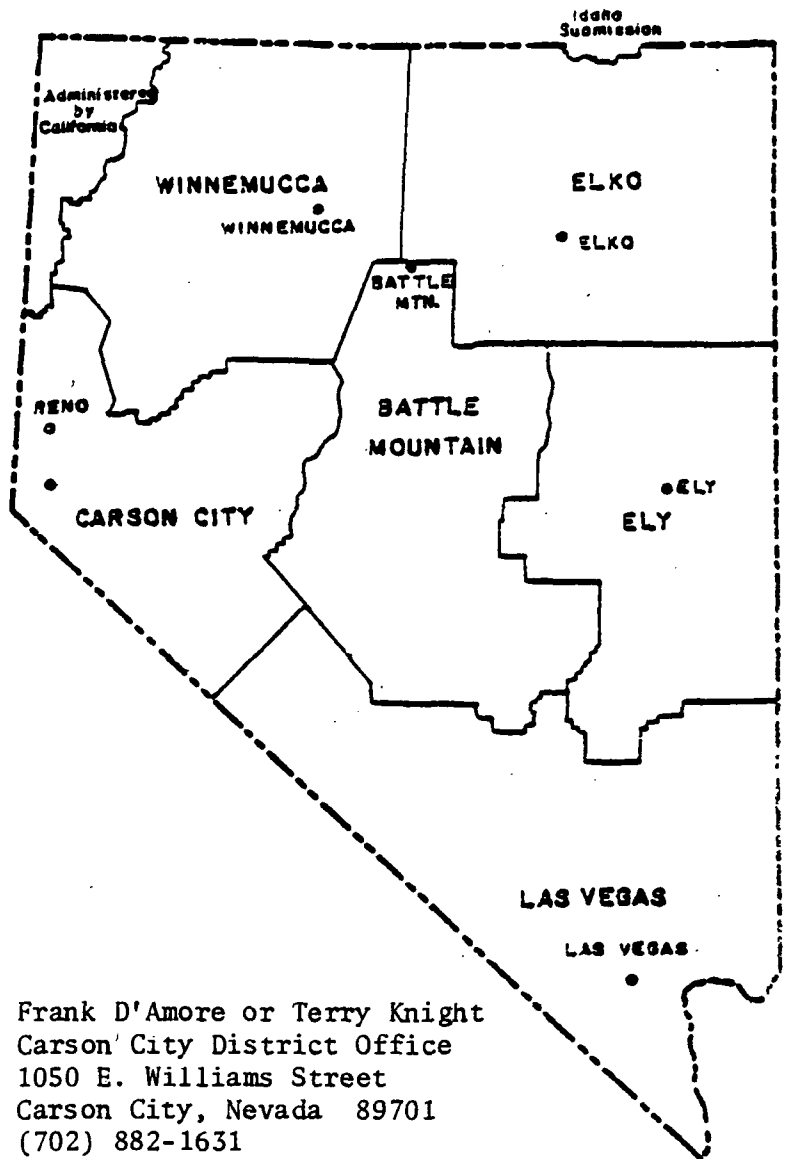 Idaho
Suomission
Administered
by
California
WINNEMUCCA
WINNEMUCCA
ELKO
ELKO
BATTLE
MTN.
RENO
BATTLE
MOUNTAIN
CARSON CITY
ELY
ELY
LAS VEGAS
LAS VEGAS
Frank D'Amore or Terry Knight
Carson City District Office
1050 E. Williams Street
Carson City, Nevada 89701
(702) 882-1631